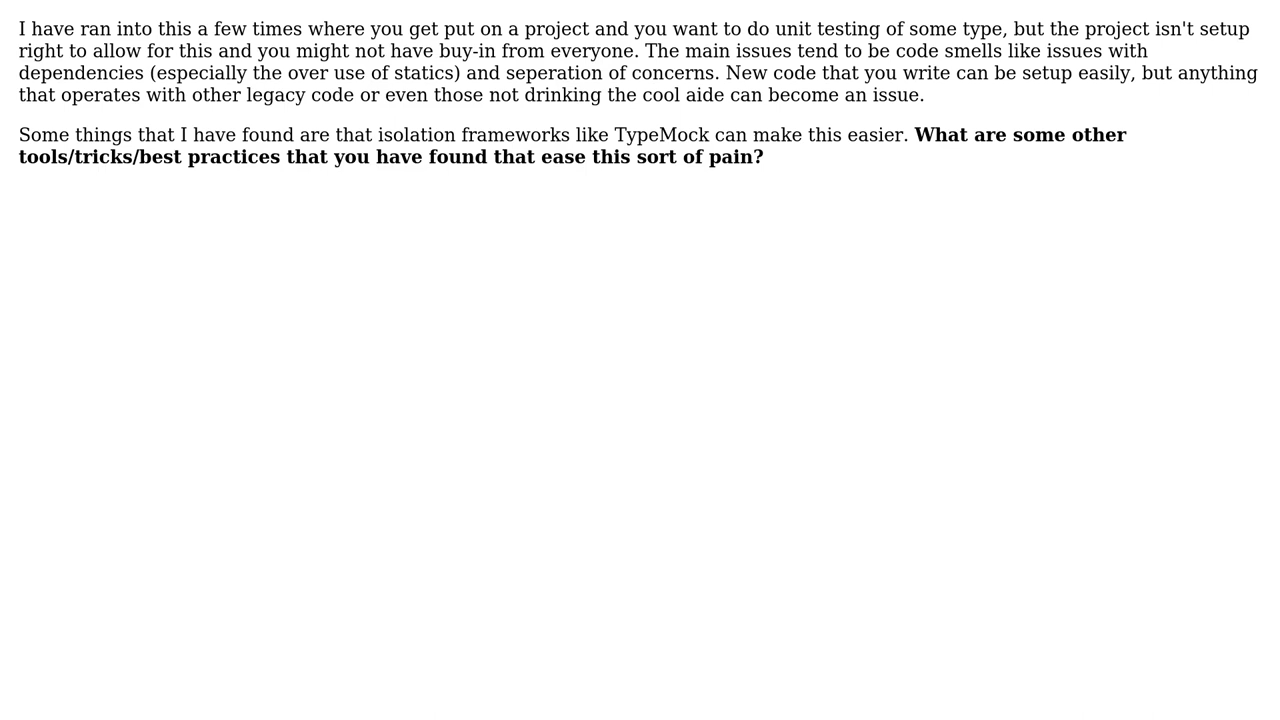 I have ran into this a few times where you get put on a project and you want to do unit testing of some type, but the project isn't setup
right to allow for this and you might not have buy-in from everyone. The main issues tend to be code smells like issues with
dependencies (especially the over use of statics) and seperation of concerns. New code that you write can be setup easily, but anything
that operates with other legacy code or even those not drinking the cool aide can become an issue.
Some things that I have found are that isolation frameworks like TypeMock can make this easier. What are some other
tools/tricks/best practices that you have found that ease this sort of pain?